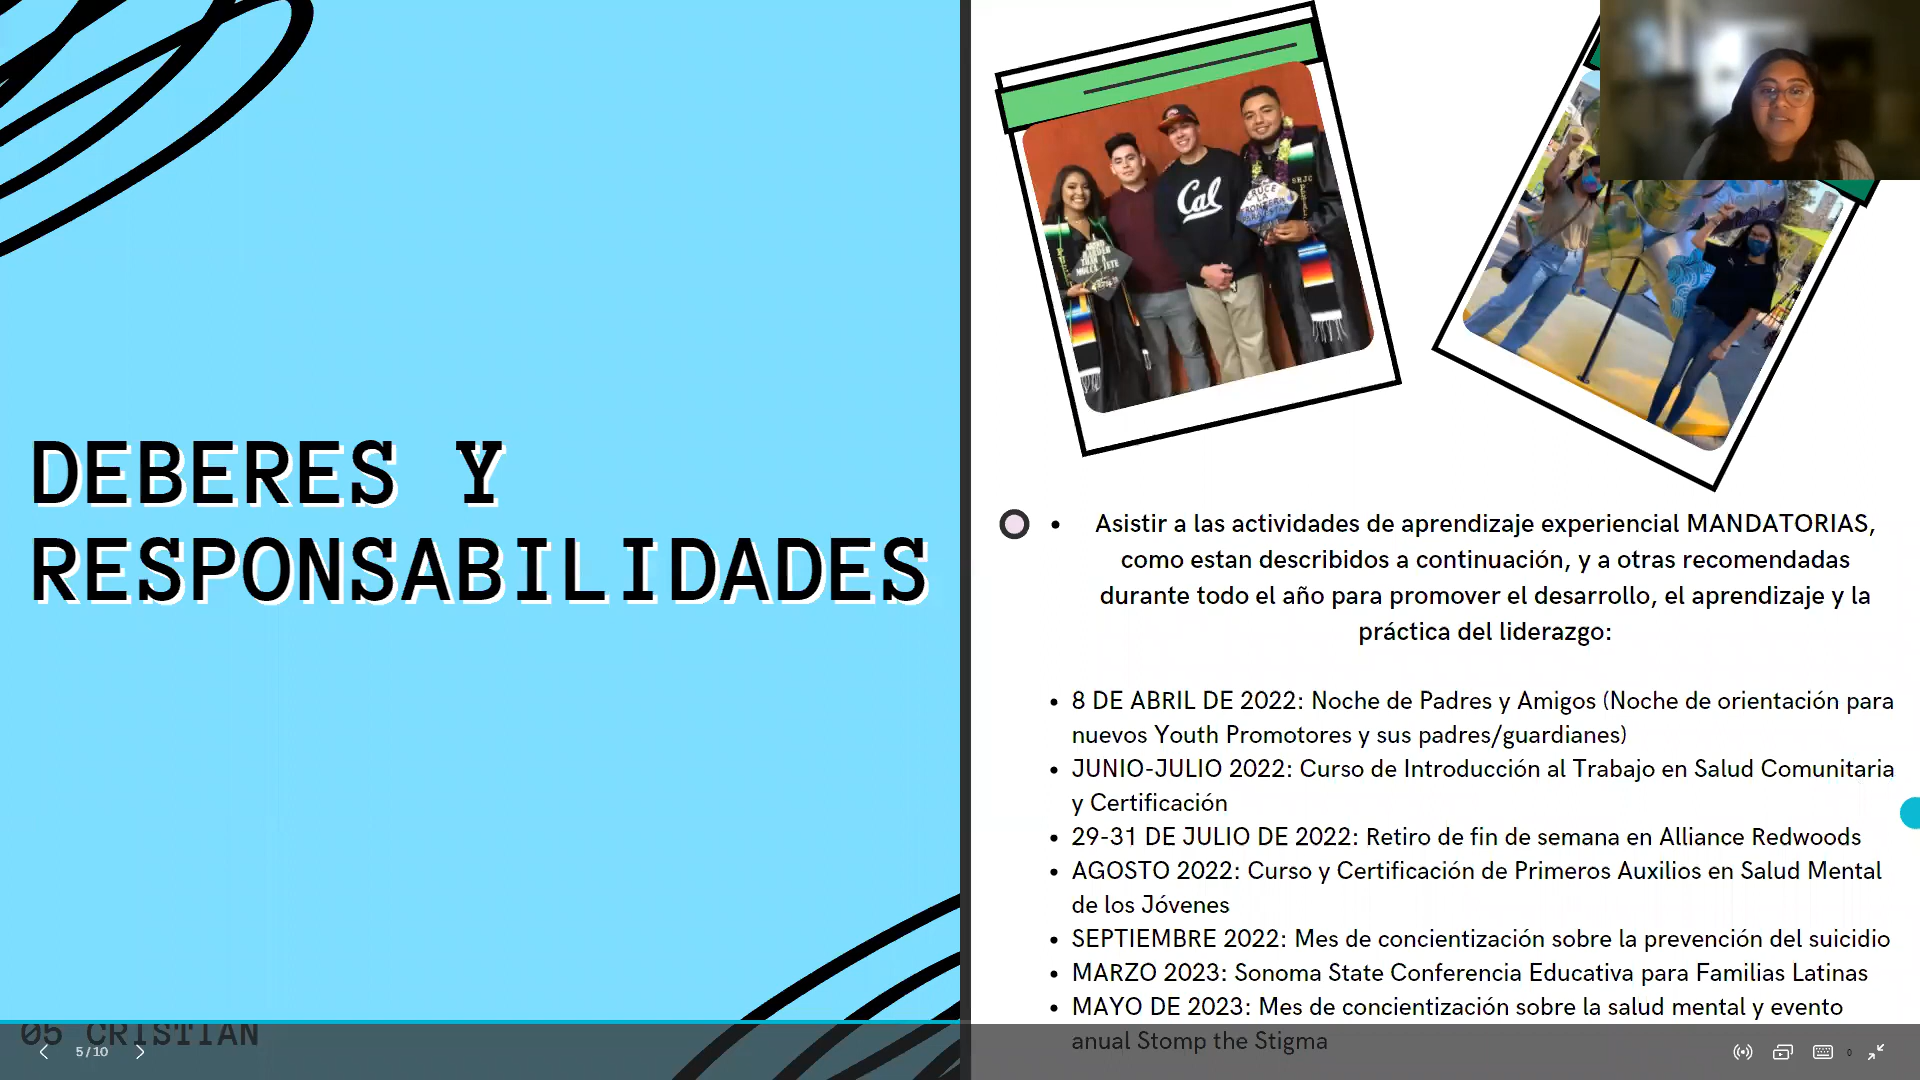 DEBERES Y
RESPONSABILIDADES
Cal
SRJC
• Asistir a las actividades de aprendizaje experiencial MANDATORIAS,
como estan describidos a continuación, y a otras recomendadas
durante todo el año para promover el desarrollo, el aprendizaje y la
práctica del liderazgo:
• 8 DE ABRIL DE 2022: Noche de Padres y Amigos (Noche de orientación para
nuevos Youth Promotores y sus padres/guardianes)
• JUNIO-JULIO 2022: Curso de Introducción al Trabajo en Salud Comunitaria
y Certificación
• 29-31 DE JULIO DE 2022: Retiro de fin de semana en Alliance Redwoods
• AGOSTO 2022: Curso y Certificación de Primeros Auxilios en Salud Mental
de los Jóvenes
• SEPTIEMBRE 2022: Mes de concientización sobre la prevención del suicidio
• MARZO 2023: Sonoma State Conferencia Educativa para Familias Latinas
• MAYO DE 2023: Mes de concientización sobre la salud mental y evento
anual Stomp the Stigma
05 CRISTIAN
5/10
0